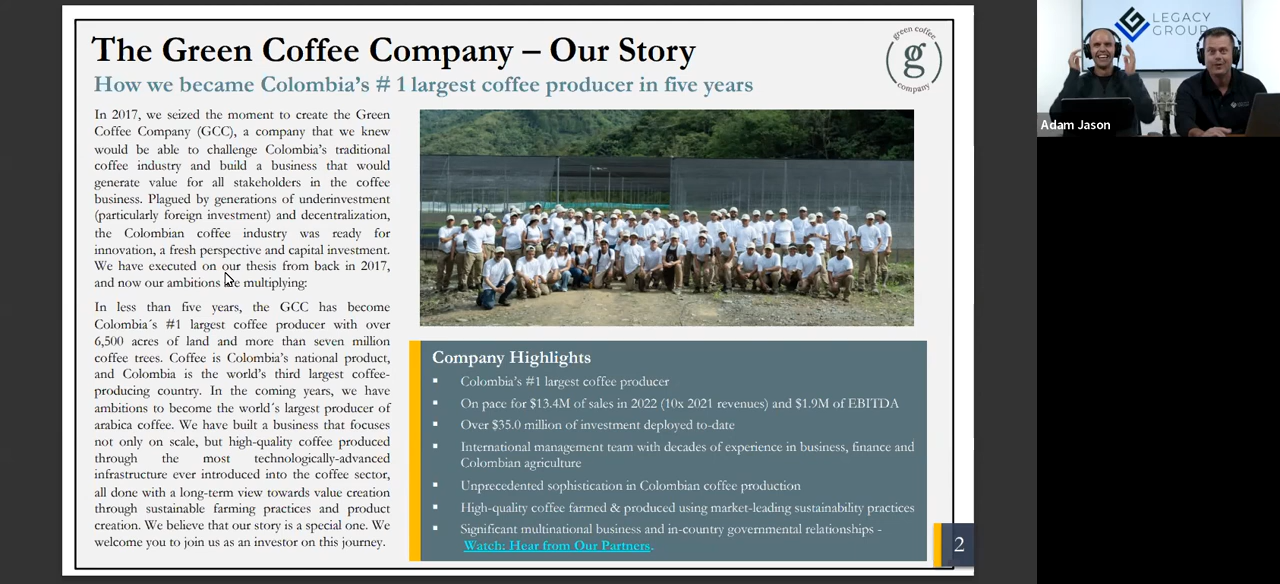 The Green Coffee Company – Our Story
How we became Colombia's # 1 largest coffee producer in five years
green coffee
g
company
In 2017, we seized the moment to create the Green
Coffee Company (GCC), a company that we knew
would be able to challenge Colombia's traditional
coffee industry and build a business that would
generate value for all stakeholders in the coffee
business. Plagued by generations of underinvestment
(particularly foreign investment) and decentralization,
the Colombian coffee industry was ready for
innovation, a fresh perspective and capital investment.
We have executed on our thesis from back in 2017,
and now our ambitions are multiplying:
In less than five years, the GCC has become
Colombia´s #1 largest coffee producer with over
6,500 acres of land and more than seven million
coffee trees. Coffee is Colombia's national product,
and Colombia is the world's third largest coffee-
producing country. In the coming years, we have
ambitions to become the world´s largest producer of
arabica coffee. We have built a business that focuses
not only on scale, but high-quality coffee produced
through the most technologically-advanced
infrastructure ever introduced into the coffee sector,
all done with a long-term view towards value creation
through sustainable farming practices and product
creation. We believe that our story is a special one. We
welcome you to join us as an investor on this journey.
Company Highlights
▪ Colombia's #1 largest coffee producer
▪ On pace for $13.4M of sales in 2022 (10x 2021 revenues) and $1.9M of EBITDA
▪ Over $35.0 million of investment deployed to-date
▪ International management team with decades of experience in business, finance and
Colombian agriculture
▪ Unprecedented sophistication in Colombian coffee production
▪ High-quality coffee farmed & produced using market-leading sustainability practices
▪ Significant multinational business and in-country governmental relationships -
Watch: Hear from Our Partners.
2
LEGACY
GROUP
Adam Jason